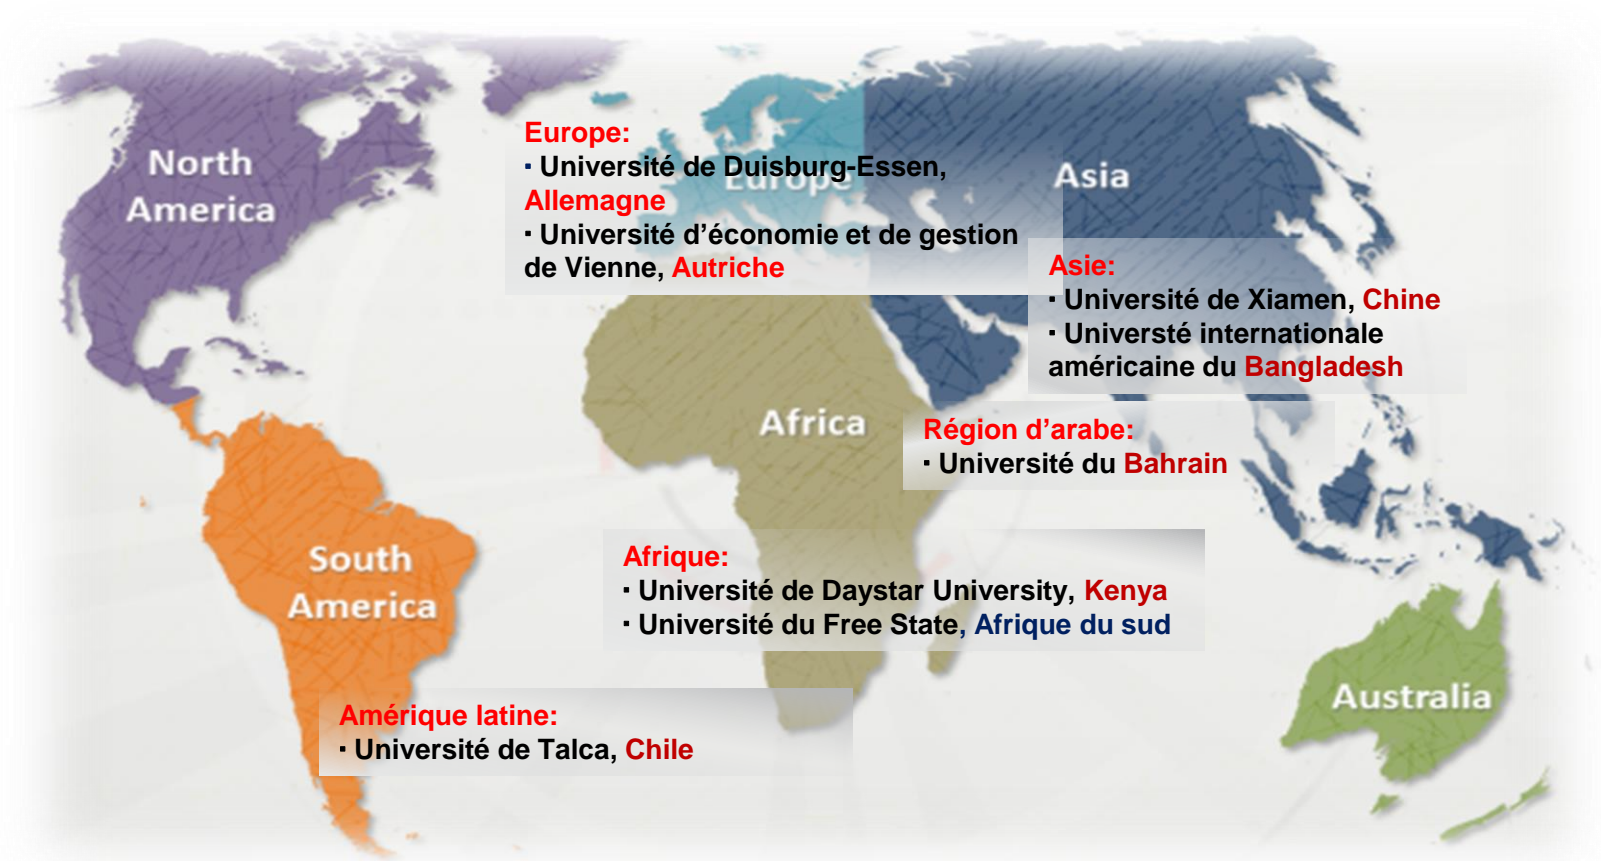 North
America
Europe:
▪ Université de Duisburg-Essen,
Allemagne
▪ Université d'économie et de gestion
de Vienne, Autriche
Europe
Asia
Asie:
▪ Université de Xiamen, Chine
▪ Universté internationale
américaine du Bangladesh
Africa
Région d’arabe:
▪ Université du Bahrain
South
America
Afrique:
▪ Université de Daystar University, Kenya
▪ Université du Free State, Afrique du sud
Australia
Amérique latine:
▪ Université de Talca, Chile